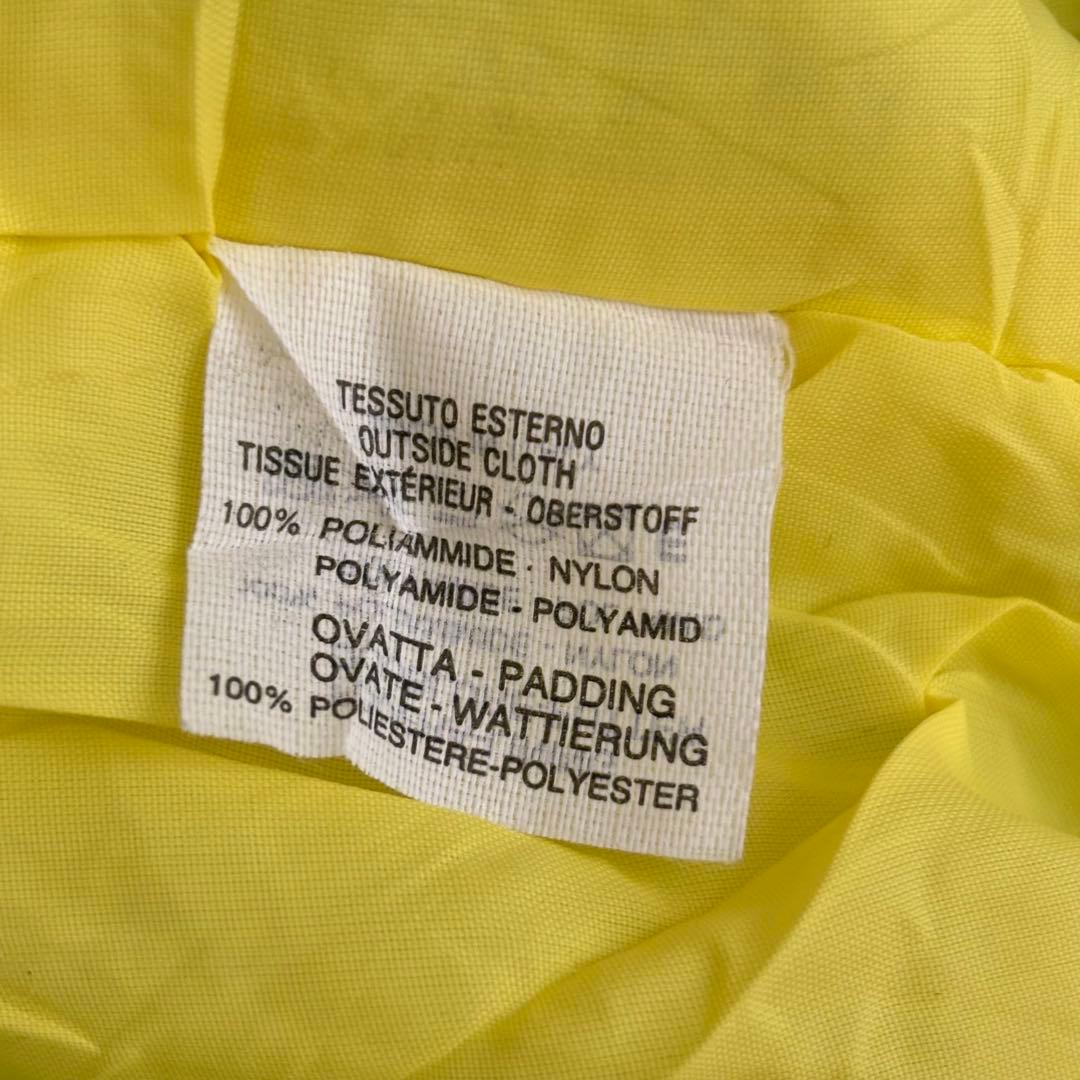 TESSUTO ESTERNO
OUTSIDE CLOTH
TISSUE EXTÉRIEUR - OBERSTOFF
100% POLIAMMIDE - NYLON
POLYAMIDE - POLYAMID
OVATTA - PADDING
OVATE - WATTIERUNG
100% POLIESTERE-POLYESTER